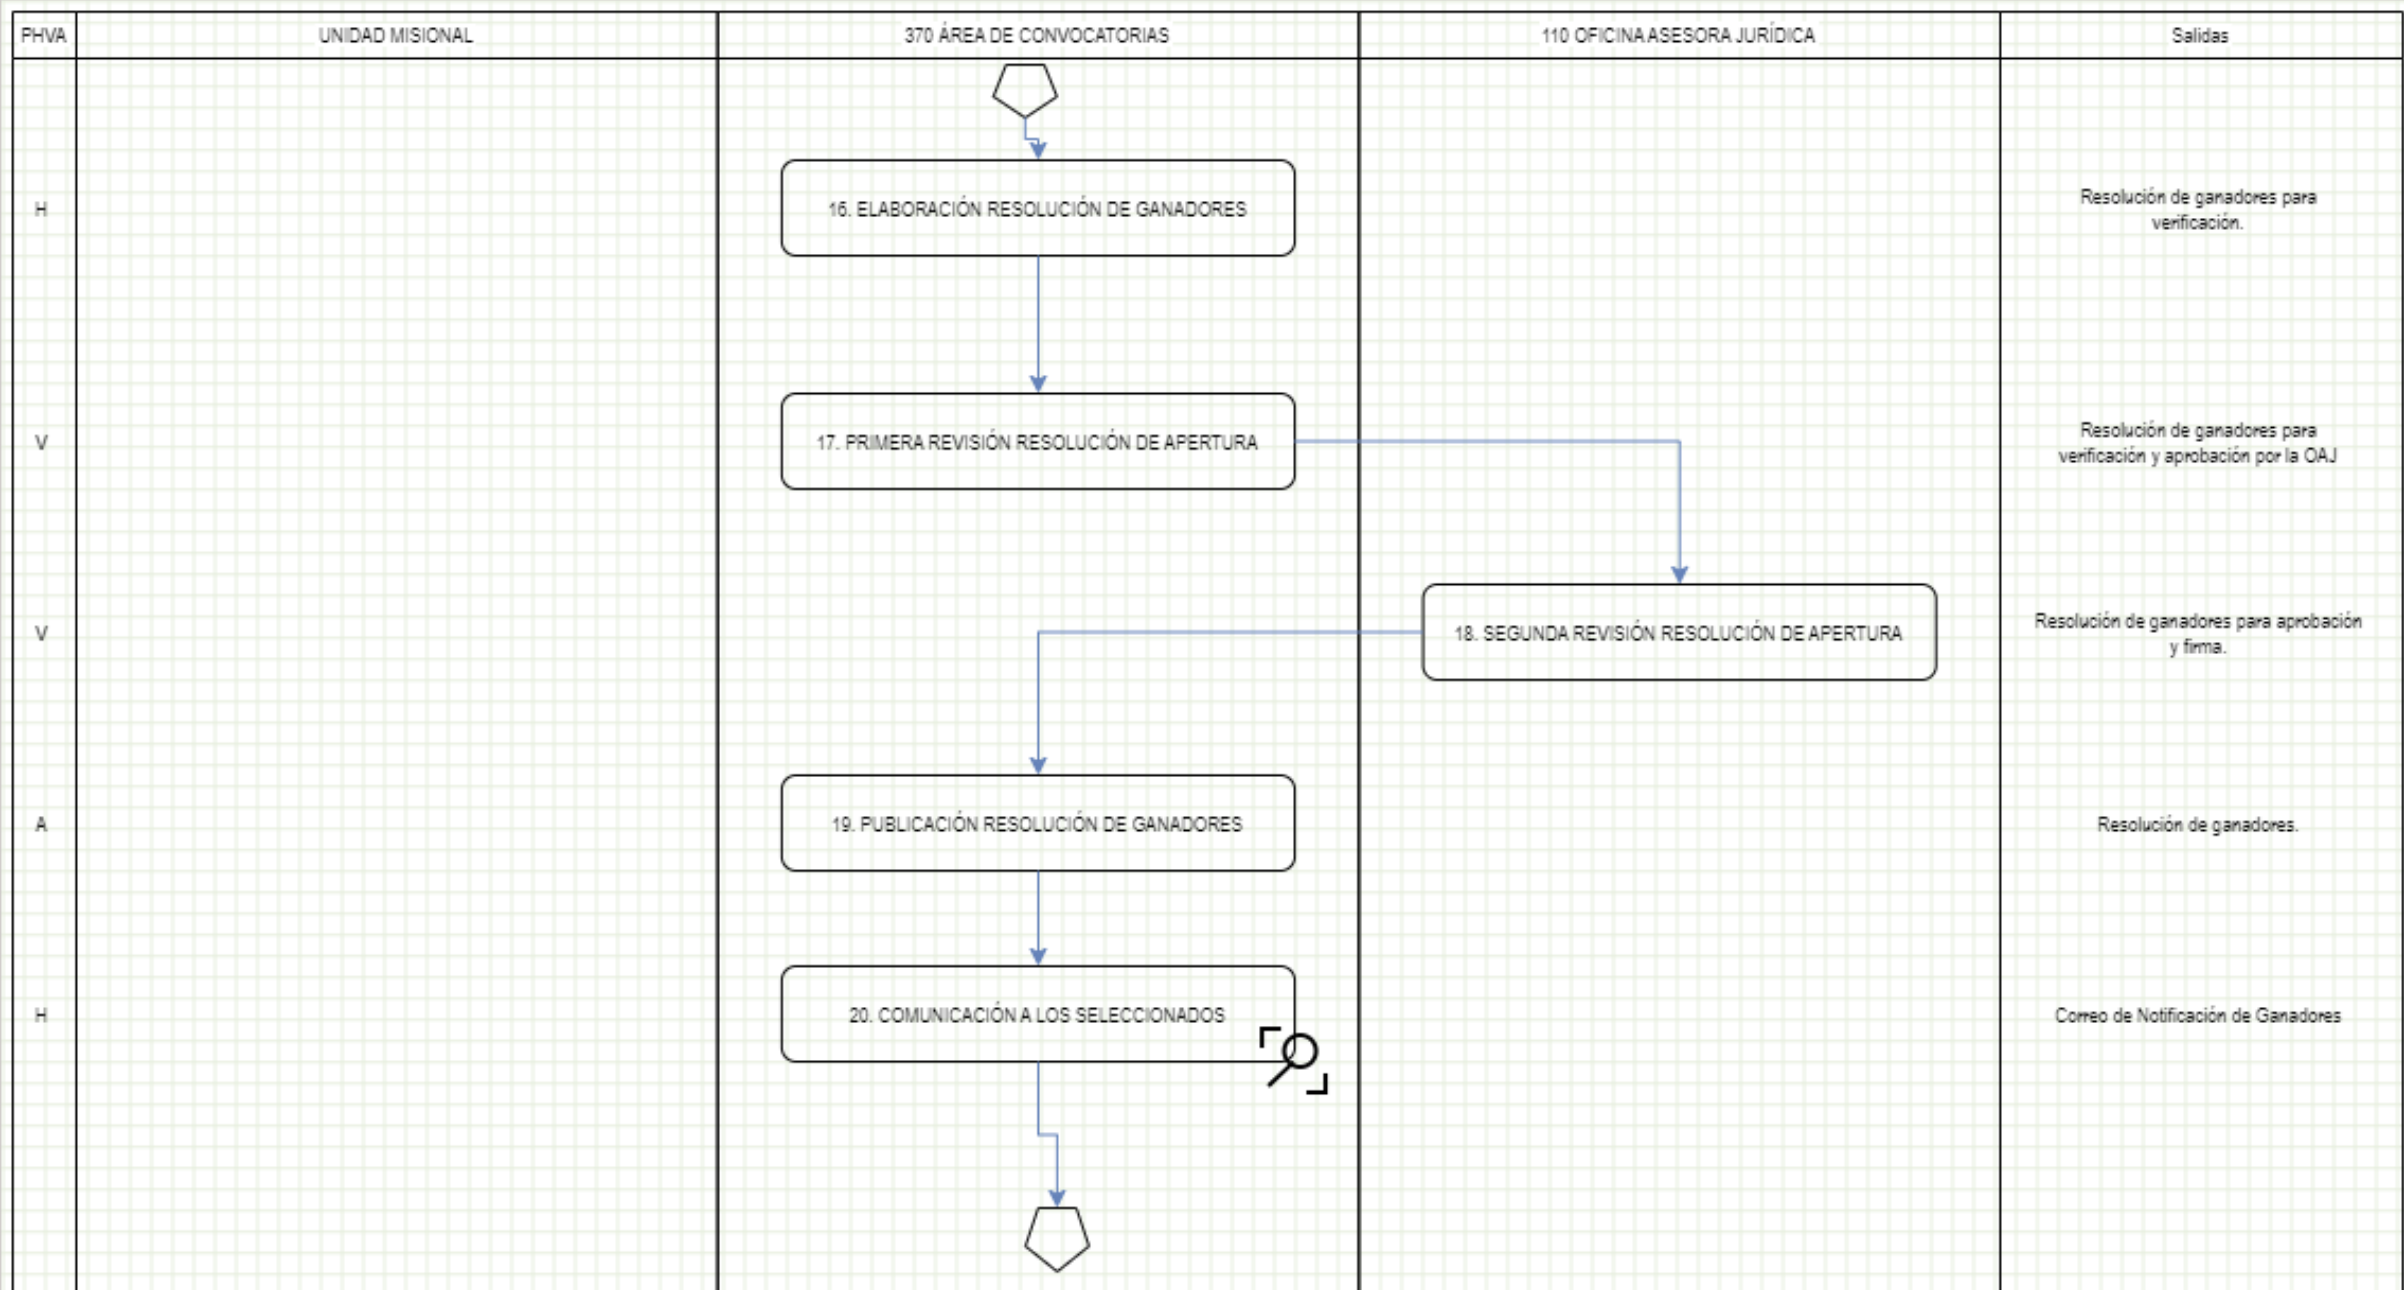 PHVA
UNIDAD MISIONAL
370 ÁREA DE CONVOCATORIAS
110 OFICINA ASESORA JURÍDICA
Salidas
H
16. ELABORACIÓN RESOLUCIÓN DE GANADORES
Resolución de ganadores para
verificación.
V
17. PRIMERA REVISIÓN RESOLUCIÓN DE APERTURA
Resolución de ganadores para
verificación y aprobación por la OAJ
V
18. SEGUNDA REVISIÓN RESOLUCIÓN DE APERTURA
Resolución de ganadores para aprobación
y firma.
A
19. PUBLICACIÓN RESOLUCIÓN DE GANADORES
Resolución de ganadores.
H
20. COMUNICACIÓN A LOS SELECCIONADOS
Correo de Notificación de Ganadores